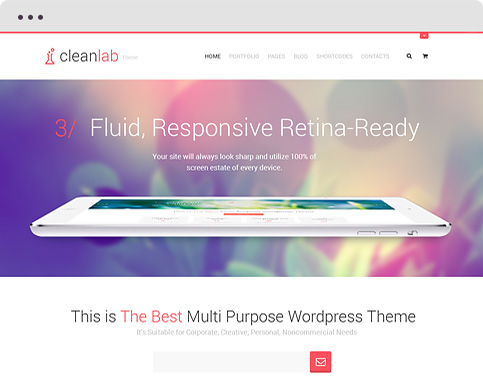 cleanlab
HOME PORTFOLIO PAGES BLOG SHORTCODES CONTACTS
3/ Fluid, Responsive Retina-Ready
Your site will always look sharp and utilize 100% of
screen estate of every device.
This is The Best Multi Purpose Wordpress Theme
It's Suitable for Corporate, Creative, Personal, Noncommercial Needs